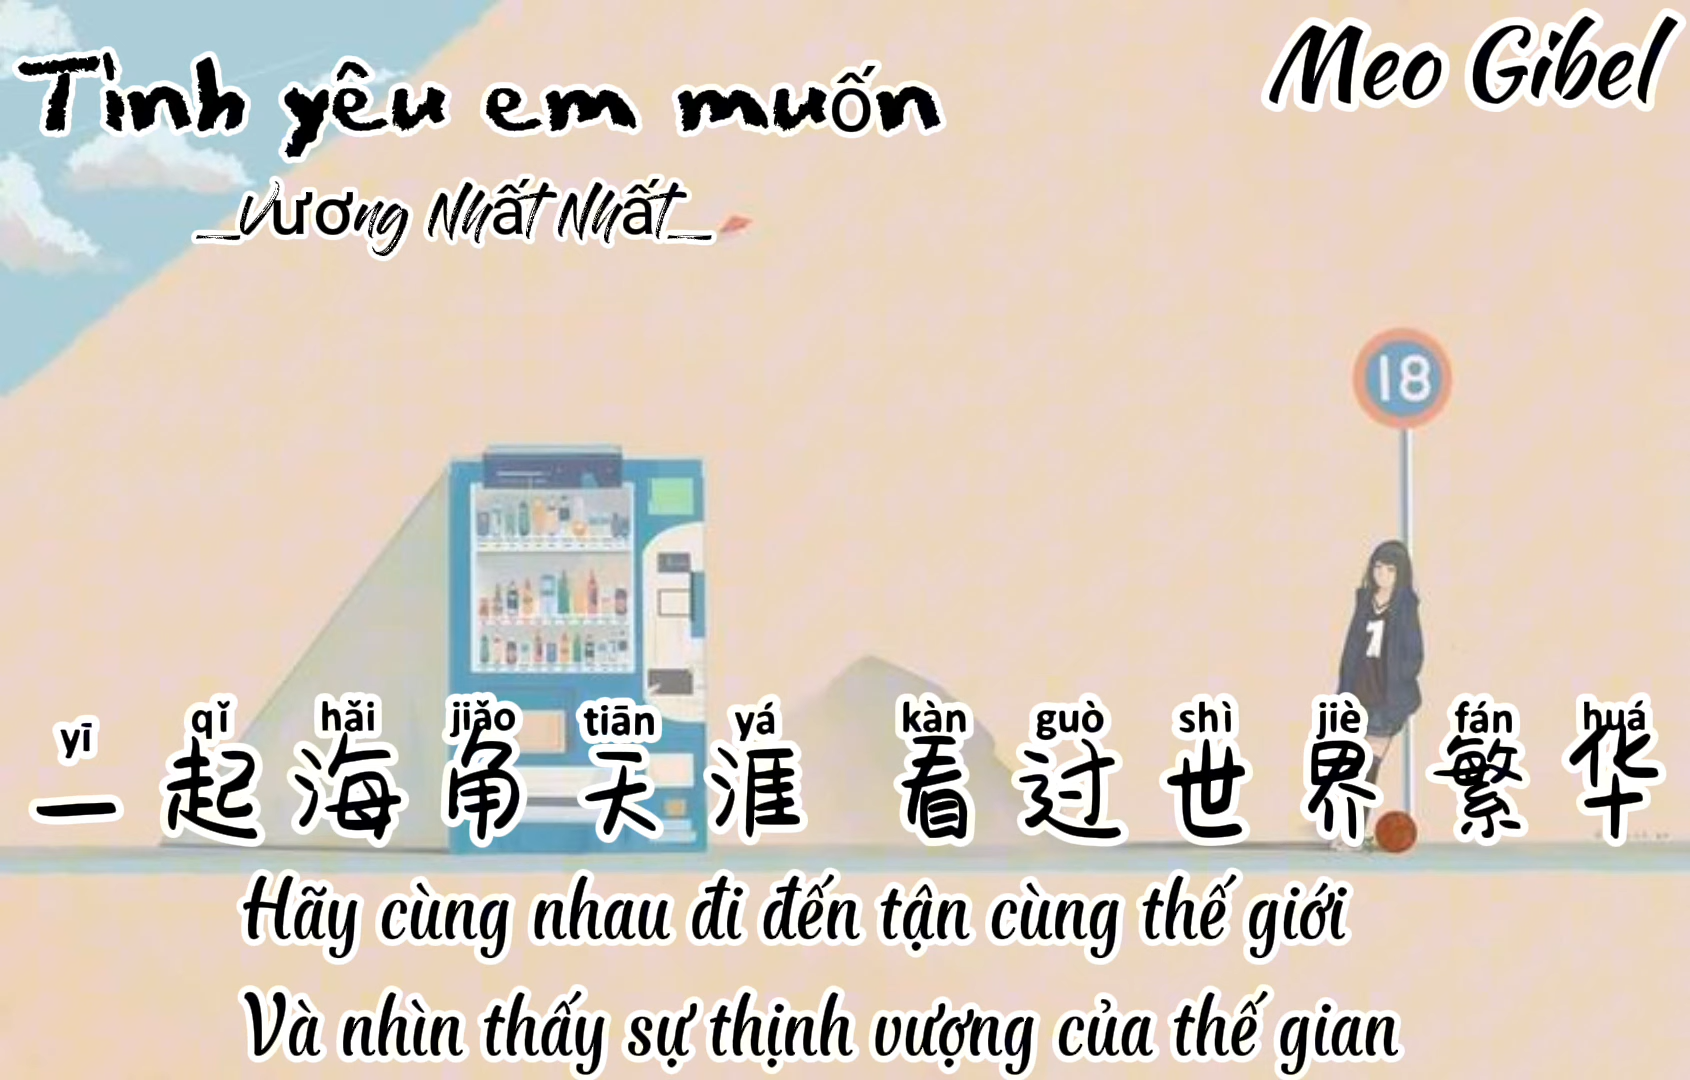 Tình yêu em muốn
Meo Gibel
_Vương Nhất Nhất_
18
1
yī qǐ hǎi jiǎo tiān yá kàn guò shì jiè fán huá
一起海角天涯 看过世界繁华
Hãy cùng nhau đi đến tận cùng thế giới
Và nhìn thấy sự thịnh vượng của thế gian